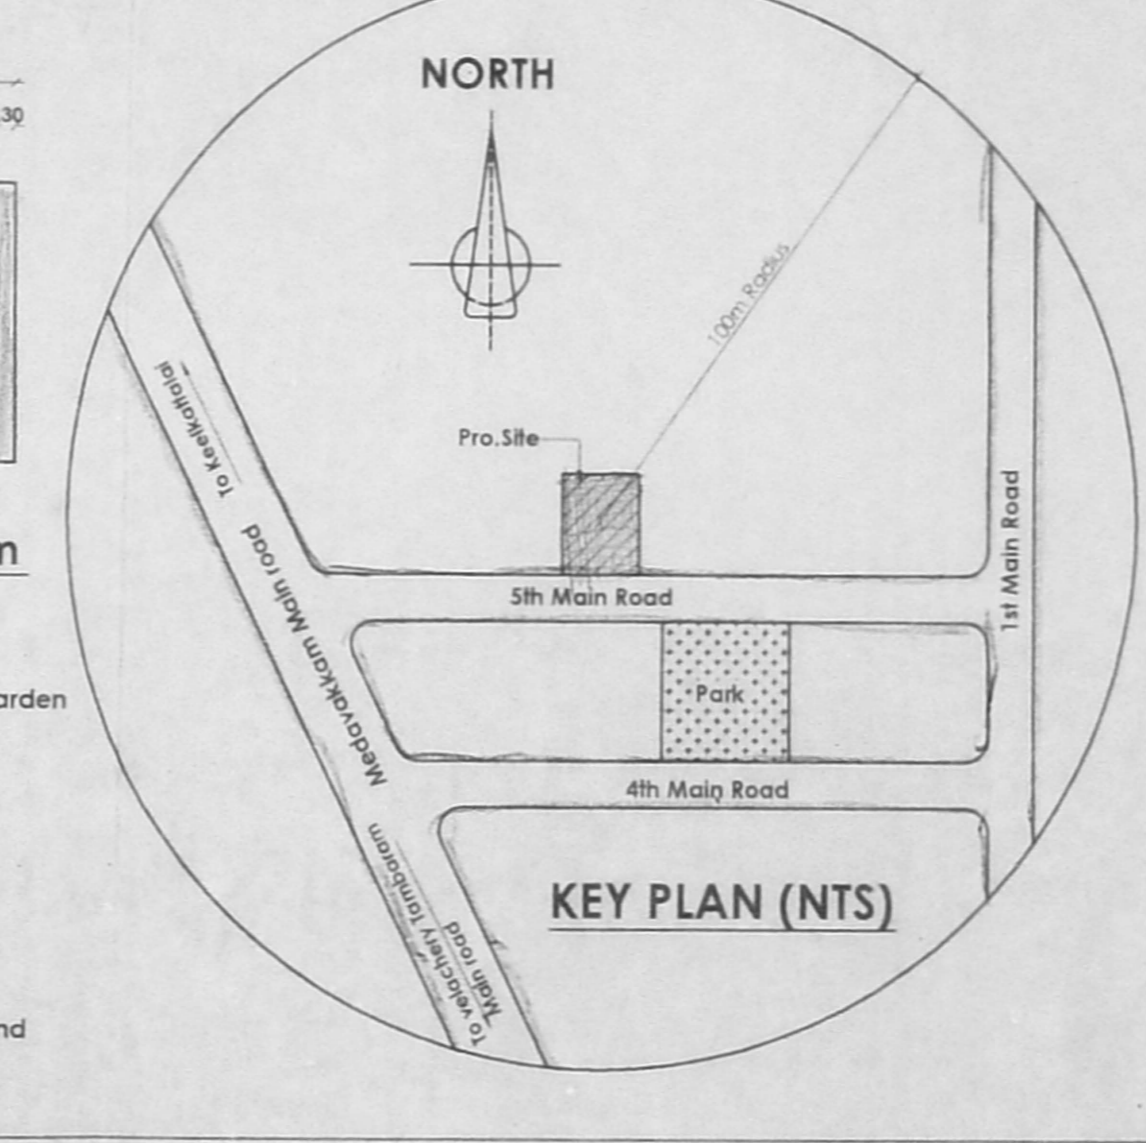 NORTH
30
100m Radius
To Keelkattalai
Pro.Site
1st Main Road
Medavakkam Main road
5th Main Road
arden
Park
4th Main Road
To velachery Tambaram
Main road
KEY PLAN (NTS)
nd